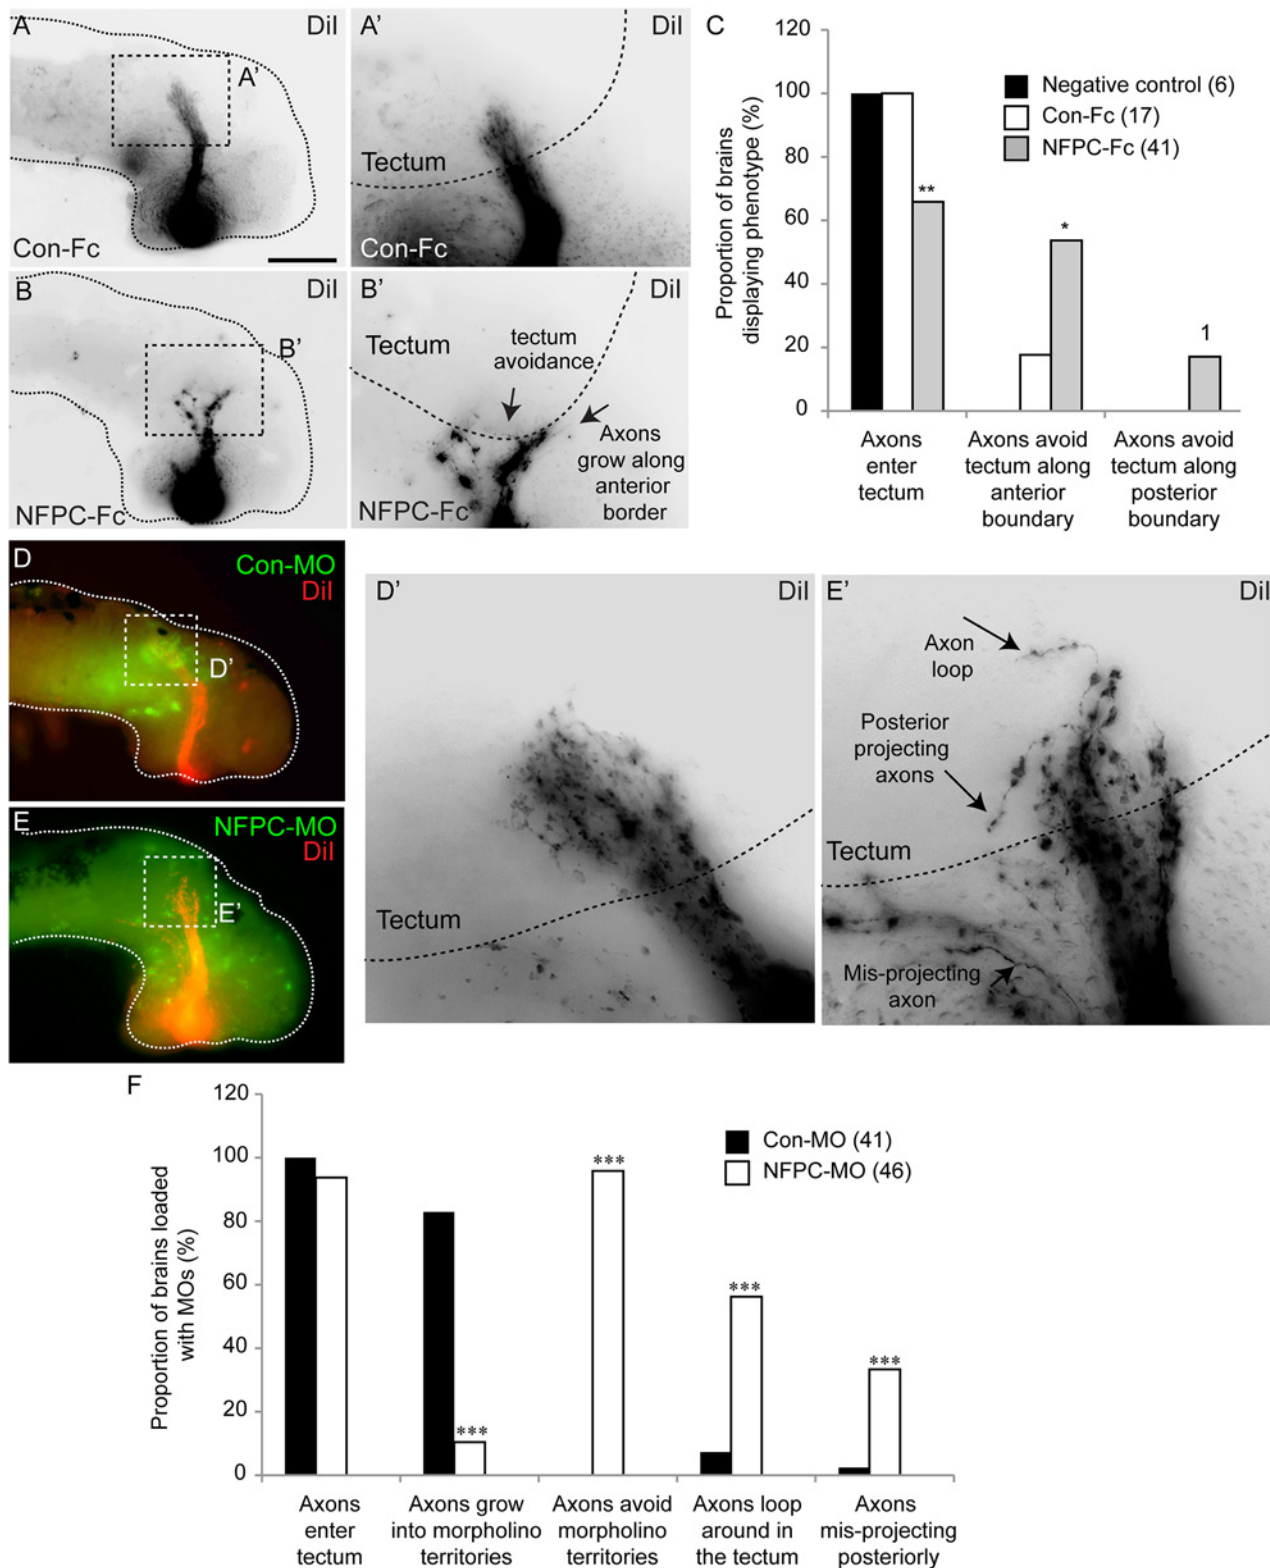 A
DiI
A'
Con-Fc
A'
DiI
Tectum
Con-Fc
B
DiI
B'
NFPC-Fc
B'
DiI
Tectum
tectum
avoidance
Axons
grow along
anterior
border
NFPC-Fc
C
120
100
80
60
40
20
0
Proportion of brains
displaying phenotype (%)
Negative control (6)
Con-Fc (17)
NFPC-Fc (41)
**
*
1
Axons
enter
tectum
Axons avoid
tectum along
anterior
boundary
Axons avoid
tectum along
posterior
boundary
D
Con-MO
DiI
D'
E
NFPC-MO
DiI
E'
D'
DiI
Tectum
E'
DiI
Axon
loop
Posterior
projecting
axons
Tectum
Mis-projecting
axon
F
120
100
80
60
40
20
0
Proportion of brains loaded
with MOs (%)
Con-MO (41)
NFPC-MO (46)
***
***
***
***
Axons
enter
tectum
Axons grow
into morpholino
territories
Axons avoid
morpholino
territories
Axons loop
around in
the tectum
Axons
mis-projecting
posteriorly